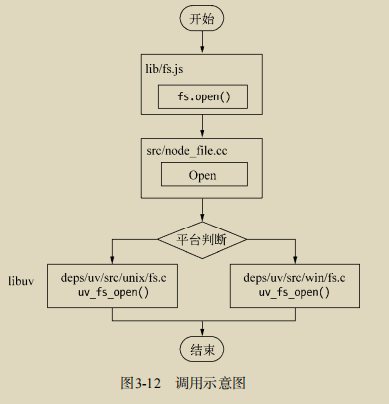 开始
lib/fs.js
fs.open()
src/node_file.cc
Open
平台判断
libuv
deps/uv/src/unix/fs.c
uv_fs_open()
deps/uv/src/win/fs.c
uv_fs_open()
结束
图3-12 调用示意图